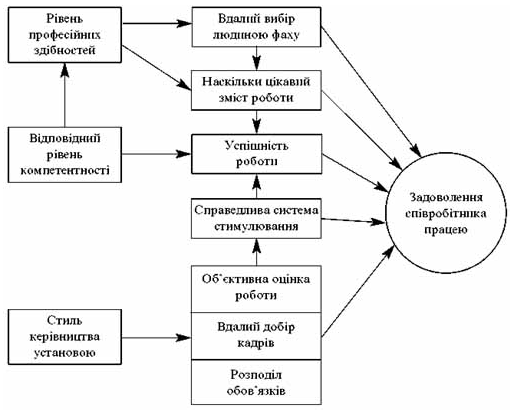 Рівень
професійних
здібностей
Вдалий вибір
людиною фаху
Наскільки цікавий
зміст роботи
Відповідний
рівень
компетентності
Успішність
роботи
Задоволення
співробітника
працею
Справедлива система
стимулювання
Об’єктивна оцінка
роботи
Стиль
керівництва
установою
Вдалий добір
кадрів
Розподіл
обов’язків